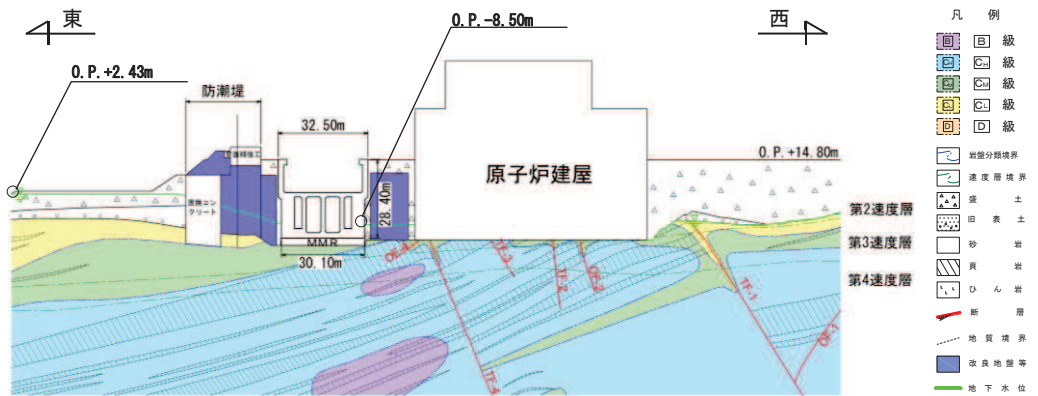 東
O.P.-8.50m
西
O.P.+2.43m
防潮堤
32.50m
O.P.+14.80m
原子炉建屋
置換コン
クリート
28.40m
MMR
30.10m
第2速度層
第3速度層
第4速度層
TF-3
TF-2
OF-2
TF-1
OF-1
TF-4
凡例
B B 級
CH CH 級
CM CM 級
CL CL 級
D D 級
岩盤分類境界
速度層境界
盛土
旧表土
砂岩
頁岩
ひん岩
断層
地質境界
改良地盤等
地下水位